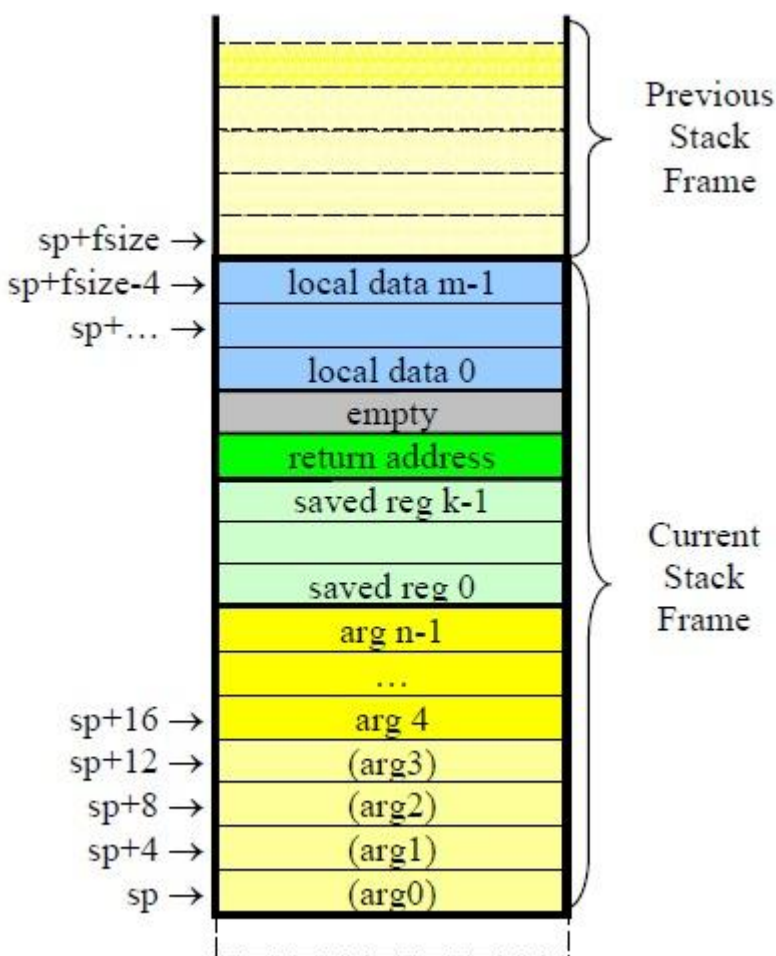 Previous
Stack
Frame
sp+fsize →
sp+fsize-4 → local data m-1
sp+... →
local data 0
empty
return address
saved reg k-1
Current
Stack
Frame
saved reg 0
arg n-1
...
sp+16 → arg 4
sp+12 → (arg3)
sp+8 → (arg2)
sp+4 → (arg1)
sp → (arg0)